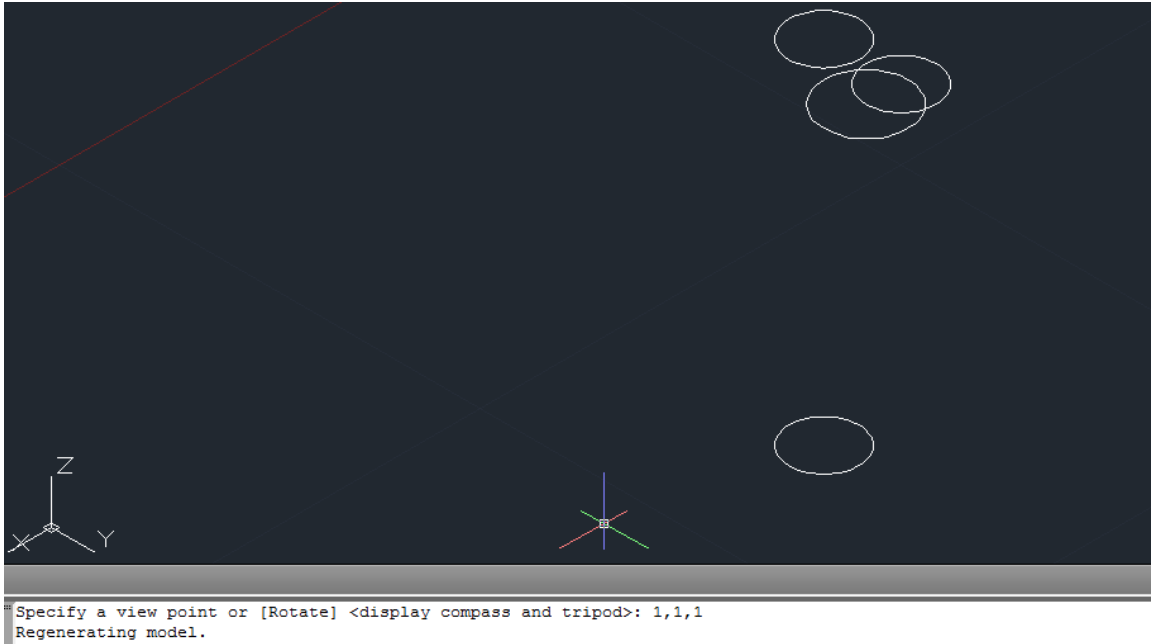 Z
X
Y
Specify a view point or [Rotate] <display compass and tripod>: 1,1,1
Regenerating model.